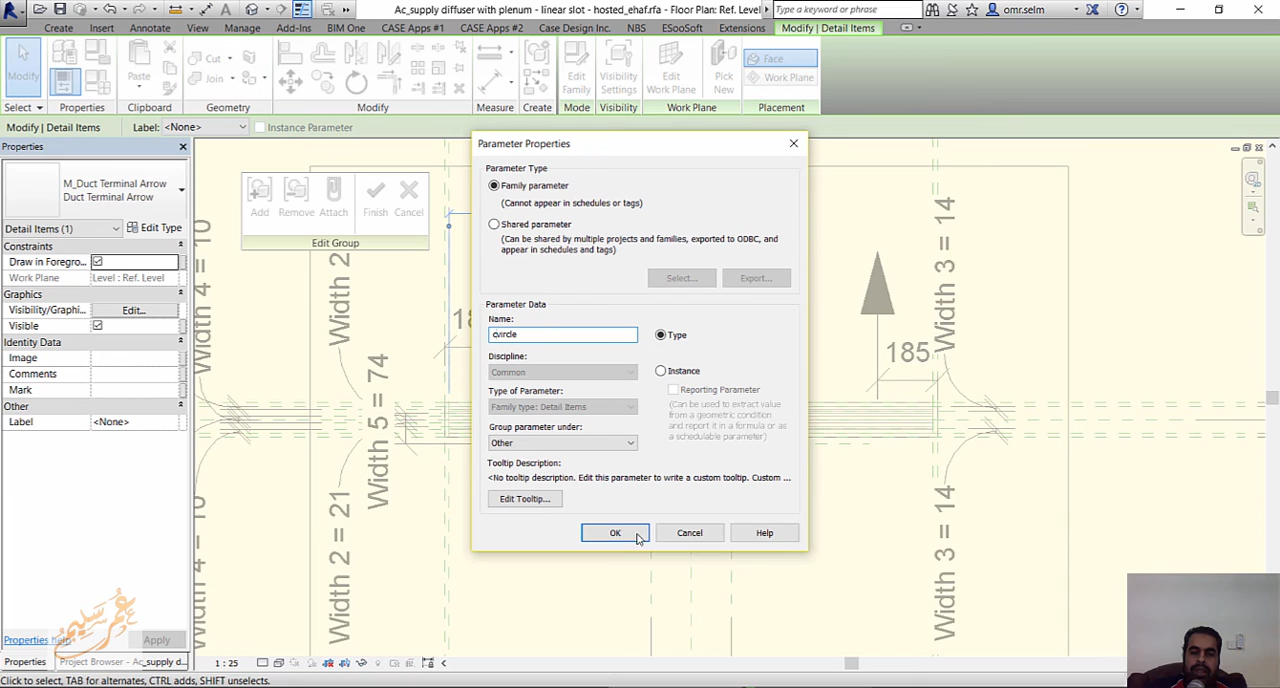 Ac_supply diffuser with plenum - linear slot - hosted_ehaf.rfa - Floor Plan: Ref. Level
Type a keyword or phrase
omr.selm
Create Insert Annotate View Manage Add-Ins BIM One CASE Apps #1 CASE Apps #2 Case Design Inc. NBS ESooSoft Extensions Modify | Detail Items
Modify
Paste
Cut
Join
Edit Family
Visibility Settings
Edit Work Plane
Pick New
Face
Work Plane
Select Properties Clipboard Geometry Modify Measure Create Mode Visibility Work Plane Placement
Modify | Detail Items Label: <None> Instance Parameter
Properties
M_Duct Terminal Arrow
Duct Terminal Arrow
Detail Items (1) Edit Type
Constraints
Draw in Foregro...
Work Plane Level : Ref. Level
Graphics
Visibility/Graphi... Edit...
Visible
Identity Data
Image
Comments
Mark
Other
Label <None>
Properties Help Apply
Properties Project Browser - Ac_supply d...
Add Remove Attach Finish Cancel
Edit Group
Width 4 = 10
Width 2
Width 5 = 74
Width 2 = 21
Width 3 = 14
185
Width 3 = 14
Parameter Properties
Parameter Type
Family parameter
(Cannot appear in schedules or tags)
Shared parameter
(Can be shared by multiple projects and families, exported to ODBC, and
appear in schedules and tags)
Select... Export...
Parameter Data
Name:
cvircle
Type
Discipline:
Common
Instance
Type of Parameter:
Reporting Parameter
Family type: Detail Items
(Can be used to extract value
from a geometric condition
and report it in a formula or as
a schedulable parameter)
Group parameter under:
Other
Tooltip Description:
<No tooltip description. Edit this parameter to write a custom tooltip. Custom ...
Edit Tooltip...
OK Cancel Help
عمر سليم
1 : 25
Click to select, TAB for alternates, CTRL adds, SHIFT unselects.